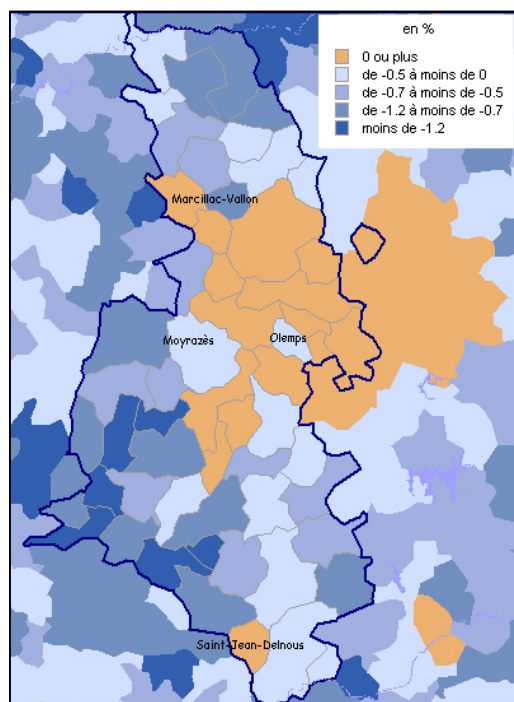 en %
0 ou plus
de -0.5 à moins de 0
de -0.7 à moins de -0.5
de -1.2 à moins de -0.7
moins de -1.2
Marcillac-Vallon
Moyrazès
Olemps
Saint-Jean-Delnous